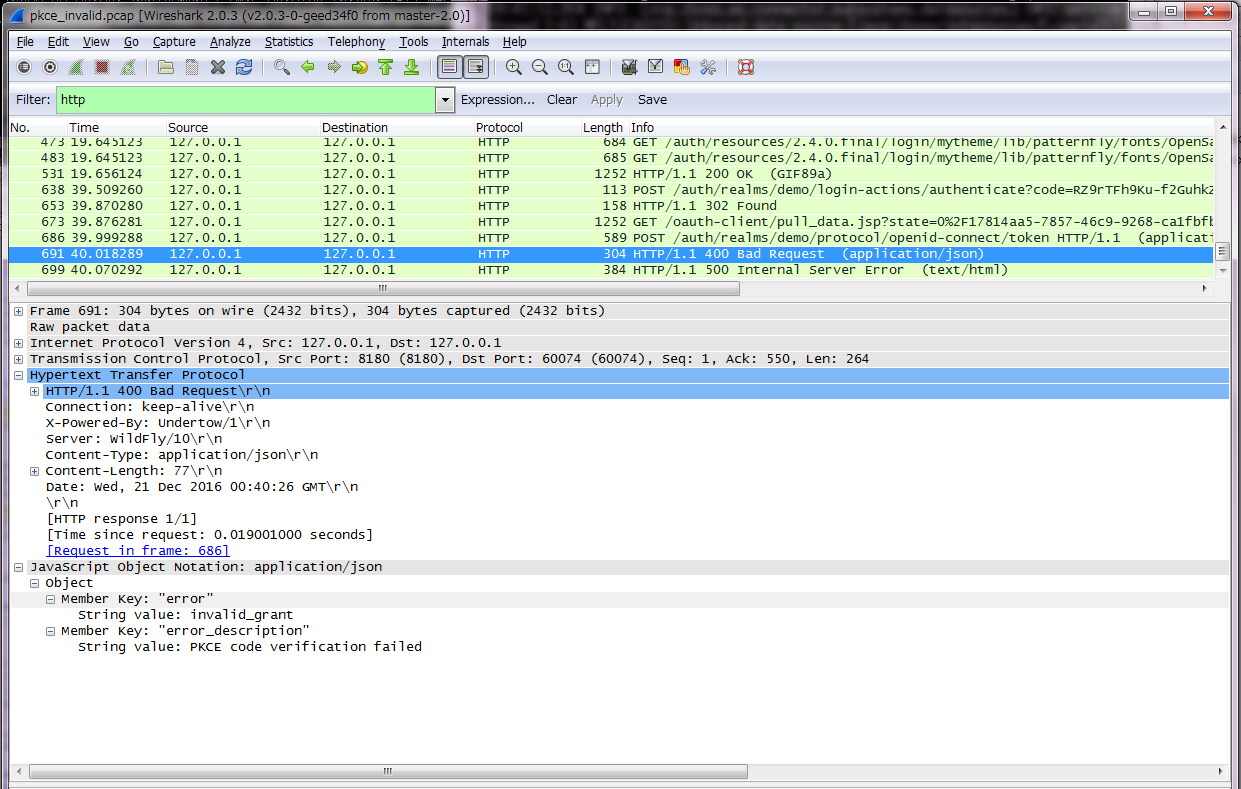 pkce_invalid.pcap [Wireshark 2.0.3 (v2.0.3-0-geed34f0 from master-2.0)]
File Edit View Go Capture Analyze Statistics Telephony Tools Internals Help
Filter: http Expression... Clear Apply Save
No. Time Source Destination Protocol Length Info
473 19.645123 127.0.0.1 127.0.0.1 HTTP 684 GET /auth/resources/2.4.0.final/login/mytheme/lib/patternfly/fonts/OpenSa
483 19.645123 127.0.0.1 127.0.0.1 HTTP 685 GET /auth/resources/2.4.0.final/login/mytheme/lib/patternfly/fonts/OpenSa
531 19.656124 127.0.0.1 127.0.0.1 HTTP 1252 HTTP/1.1 200 OK (GIF89a)
638 39.509260 127.0.0.1 127.0.0.1 HTTP 113 POST /auth/realms/demo/login-actions/authenticate?code=RZ9rTFh9Ku-f2GuhkZ
653 39.870280 127.0.0.1 127.0.0.1 HTTP 158 HTTP/1.1 302 Found
673 39.876281 127.0.0.1 127.0.0.1 HTTP 1252 GET /oauth-client/pull_data.jsp?state=0%2F17814aa5-7857-46c9-9268-ca1fbfb
686 39.999288 127.0.0.1 127.0.0.1 HTTP 589 POST /auth/realms/demo/protocol/openid-connect/token HTTP/1.1 (applicati
691 40.018289 127.0.0.1 127.0.0.1 HTTP 304 HTTP/1.1 400 Bad Request (application/json)
699 40.070292 127.0.0.1 127.0.0.1 HTTP 384 HTTP/1.1 500 Internal Server Error (text/html)
Frame 691: 304 bytes on wire (2432 bits), 304 bytes captured (2432 bits)
Raw packet data
Internet Protocol Version 4, Src: 127.0.0.1, Dst: 127.0.0.1
Transmission Control Protocol, Src Port: 8180 (8180), Dst Port: 60074 (60074), Seq: 1, Ack: 550, Len: 264
Hypertext Transfer Protocol
HTTP/1.1 400 Bad Request\r\n
Connection: keep-alive\r\n
X-Powered-By: Undertow/1\r\n
Server: WildFly/10\r\n
Content-Type: application/json\r\n
Content-Length: 77\r\n
Date: Wed, 21 Dec 2016 00:40:26 GMT\r\n
\r\n
[HTTP response 1/1]
[Time since request: 0.019001000 seconds]
[Request in frame: 686]
JavaScript Object Notation: application/json
Object
Member Key: "error"
String value: invalid_grant
Member Key: "error_description"
String value: PKCE code verification failed